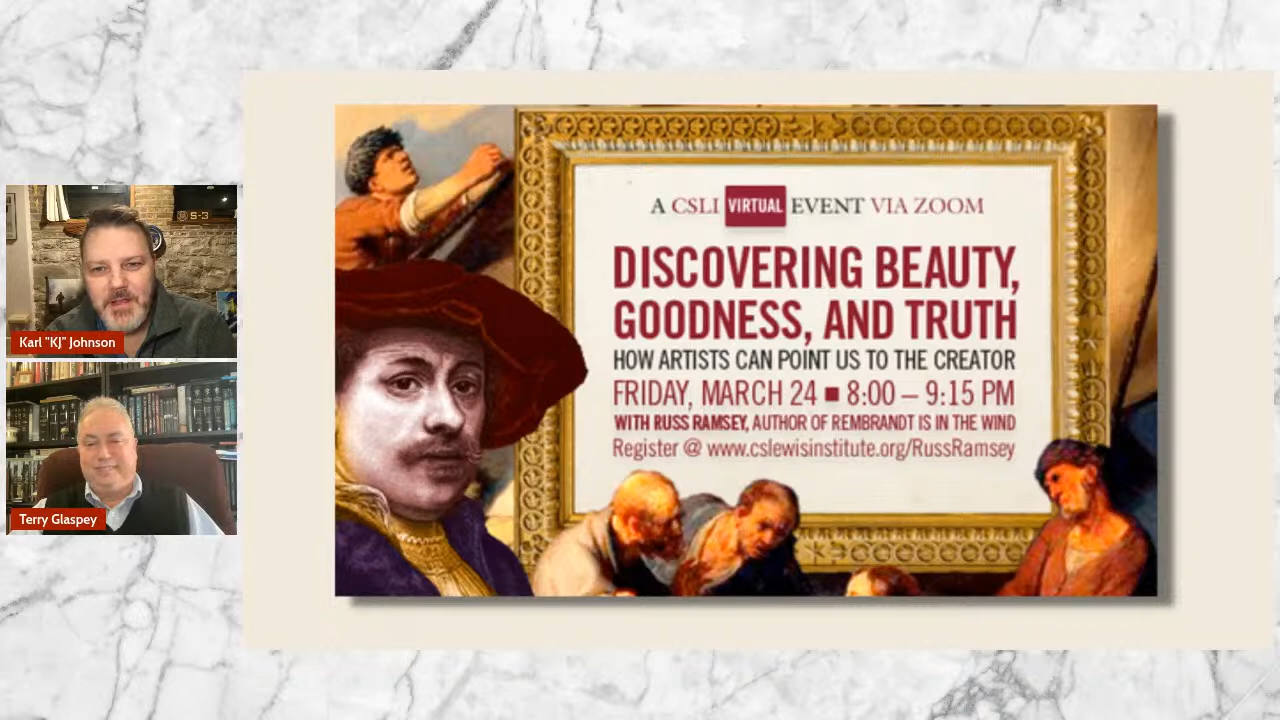 S-3
Karl "KJ" Johnson
Terry Glaspey
A CSLI VIRTUAL EVENT VIA ZOOM
DISCOVERING BEAUTY,
GOODNESS, AND TRUTH
HOW ARTISTS CAN POINT US TO THE CREATOR
FRIDAY, MARCH 24 ■ 8:00 – 9:15 PM
WITH RUSS RAMSEY, AUTHOR OF REMBRANDT IS IN THE WIND
Register @ www.cslewisinstitute.org/RussRamsey